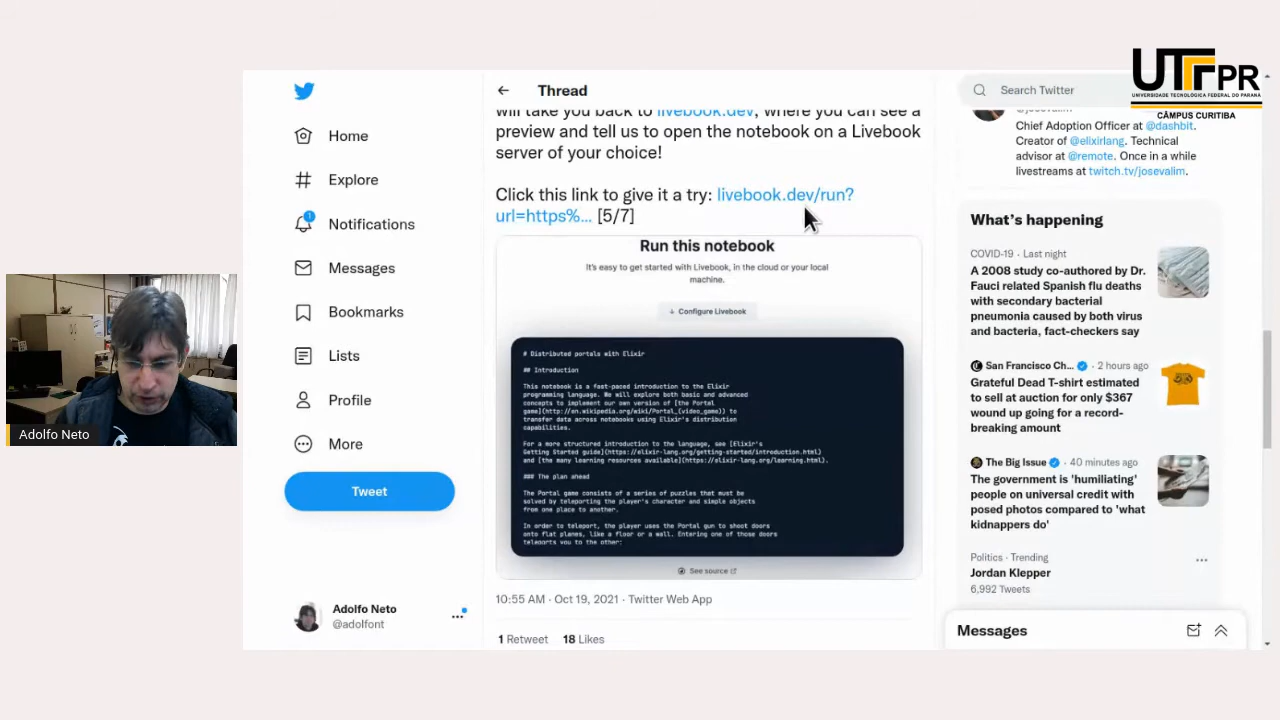 UTFPR
UNIVERSIDADE TECNOLÓGICA FEDERAL DO PARANÁ
CÂMPUS CURITIBA
Home
Explore
1
Notifications
Messages
Bookmarks
Lists
Profile
More
Tweet
Adolfo Neto
@adolfont
Adolfo Neto
Thread
will take you back to livebook.dev, where you can see a
preview and tell us to open the notebook on a Livebook
server of your choice!
Click this link to give it a try: livebook.dev/run?
url=https%... [5/7]
Run this notebook
It's easy to get started with Livebook, in the cloud or your local
machine.
Configure Livebook
# Distributed portals with Elixir
## Introduction
This notebook is a fast-paced introduction to the Elixir
programming language. We will explore both basic and advanced
concepts to implement our own version of [the Portal
game](http://en.wikipedia.org/wiki/Portal_(video_game)) to
transfer data across notebooks using Elixir's distribution
capabilities.
For a more structured introduction to the language, see [Elixir's
Getting Started guide](https://elixir-lang.org/getting-started/introduction.html)
and [the many learning resources available](https://elixir-lang.org/learning.html).
### The plan ahead
The Portal game consists of a series of puzzles that must be
solved by teleporting the player's character and simple objects
from one place to another.
In order to teleport, the player uses the Portal gun to shoot doors
onto flat planes, like a floor or a wall. Entering one of those doors
teleports you to the other:
See source
10:55 AM · Oct 19, 2021 · Twitter Web App
1 Retweet 18 Likes
Search Twitter
@josevalim
Chief Adoption Officer at @dashbit.
Creator of @elixirlang. Technical
advisor at @remote. Once in a while
livestreams at twitch.tv/josevalim.
What's happening
COVID-19 · Last night
A 2008 study co-authored by Dr.
Fauci related Spanish flu deaths
with secondary bacterial
pneumonia caused by both virus
and bacteria, fact-checkers say
San Francisco Ch... · 2 hours ago
Grateful Dead T-shirt estimated
to sell at auction for only $367
wound up going for a record-
breaking amount
The Big Issue · 40 minutes ago
The government is 'humiliating'
people on universal credit with
posed photos compared to 'what
kidnappers do'
Politics · Trending
Jordan Klepper
6,992 Tweets
Messages